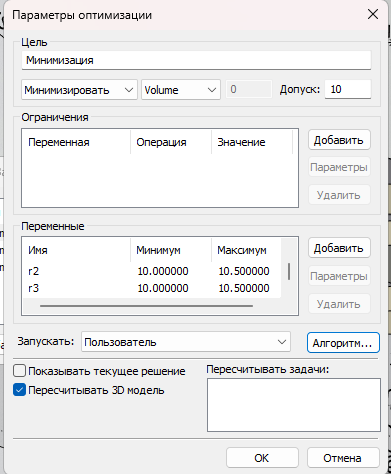 Параметры оптимизации
Цель
Минимизация
Минимизировать Volume 0 Допуск: 10
Ограничения
Переменная Операция Значение
Добавить
Параметры
Удалить
Переменные
Имя Минимум Максимум
r2 10.000000 10.500000
r3 10.000000 10.500000
Добавить
Параметры
Удалить
Запускать: Пользователь Алгоритм...
Показывать текущее решение
Пересчитывать 3D модель
Пересчитывать задачи:
OK Отмена